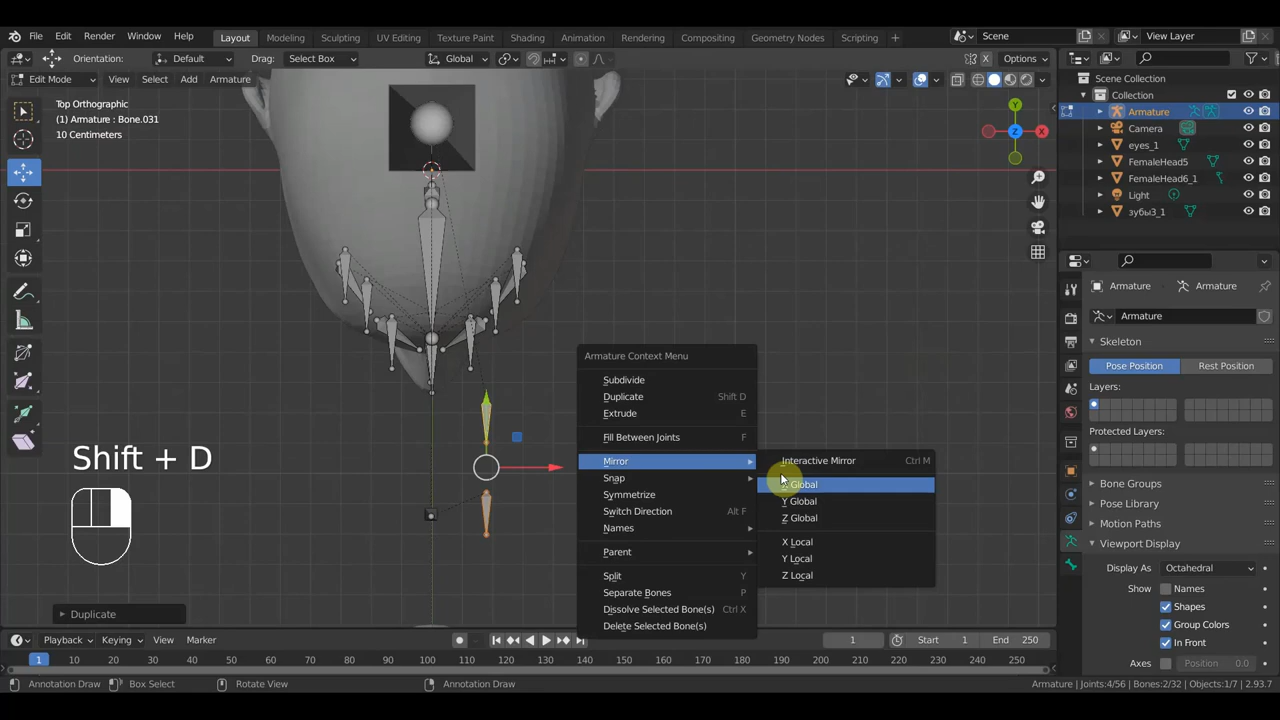 File Edit Render Window Help Layout Modeling Sculpting UV Editing Texture Paint Shading Animation Rendering Compositing Geometry Nodes Scripting + Scene View Layer
Orientation: Default Drag: Select Box Global Options
Edit Mode View Select Add Armature
Scene Collection
Collection
Armature
Camera
eyes_1
FemaleHead5
FemaleHead6_1
Light
зубы3_1
Top Orthographic
(1) Armature : Bone.031
10 Centimeters
X
Y
Z
Armature Armature
Armature
Skeleton
Pose Position Rest Position
Layers:
Protected Layers:
Bone Groups
Pose Library
Motion Paths
Viewport Display
Display As Octahedral
Show Names
Shapes
Group Colors
In Front
Axes Position 0.0
Armature Context Menu
Subdivide
Duplicate Shift D
Extrude E
Fill Between Joints F
Mirror
Snap
Symmetrize
Switch Direction Alt F
Names
Parent
Split Y
Separate Bones P
Dissolve Selected Bone(s) Ctrl X
Delete Selected Bone(s)
Interactive Mirror Ctrl M
X Global
Y Global
Z Global
X Local
Y Local
Z Local
Shift + D
Duplicate
Playback Keying View Marker 1 Start 1 End 250
1 10 20 30 40 50 60 70 80 90 100 110 120 130 140 150 160 170 180 190 200 210 220 230 240 250
Annotation Draw Box Select Rotate View Annotation Draw Armature | Joints:4/56 | Bones:2/32 | Objects:1/7 | 2.93.7